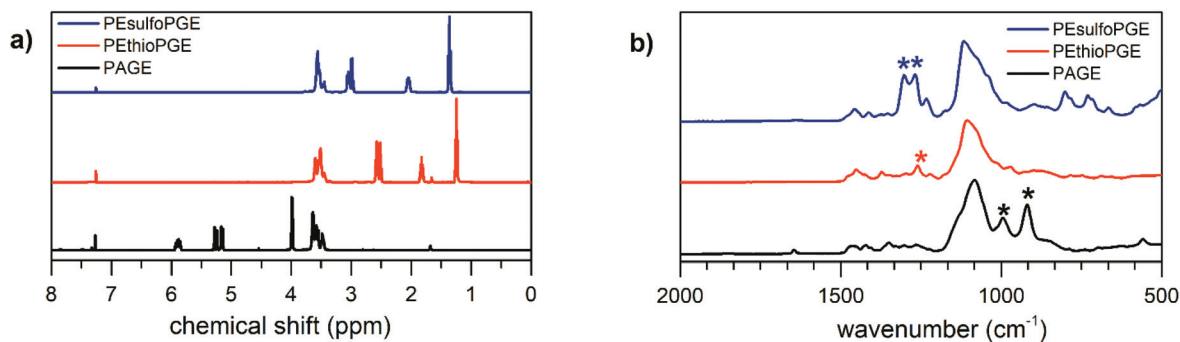 a)
PEsulfoPGE
PEthioPGE
PAGE
8 7 6 5 4 3 2 1 0
chemical shift (ppm)
b)
PEsulfoPGE
PEthioPGE
PAGE
* *
*
* *
2000 1500 1000 500
wavenumber (cm⁻¹)